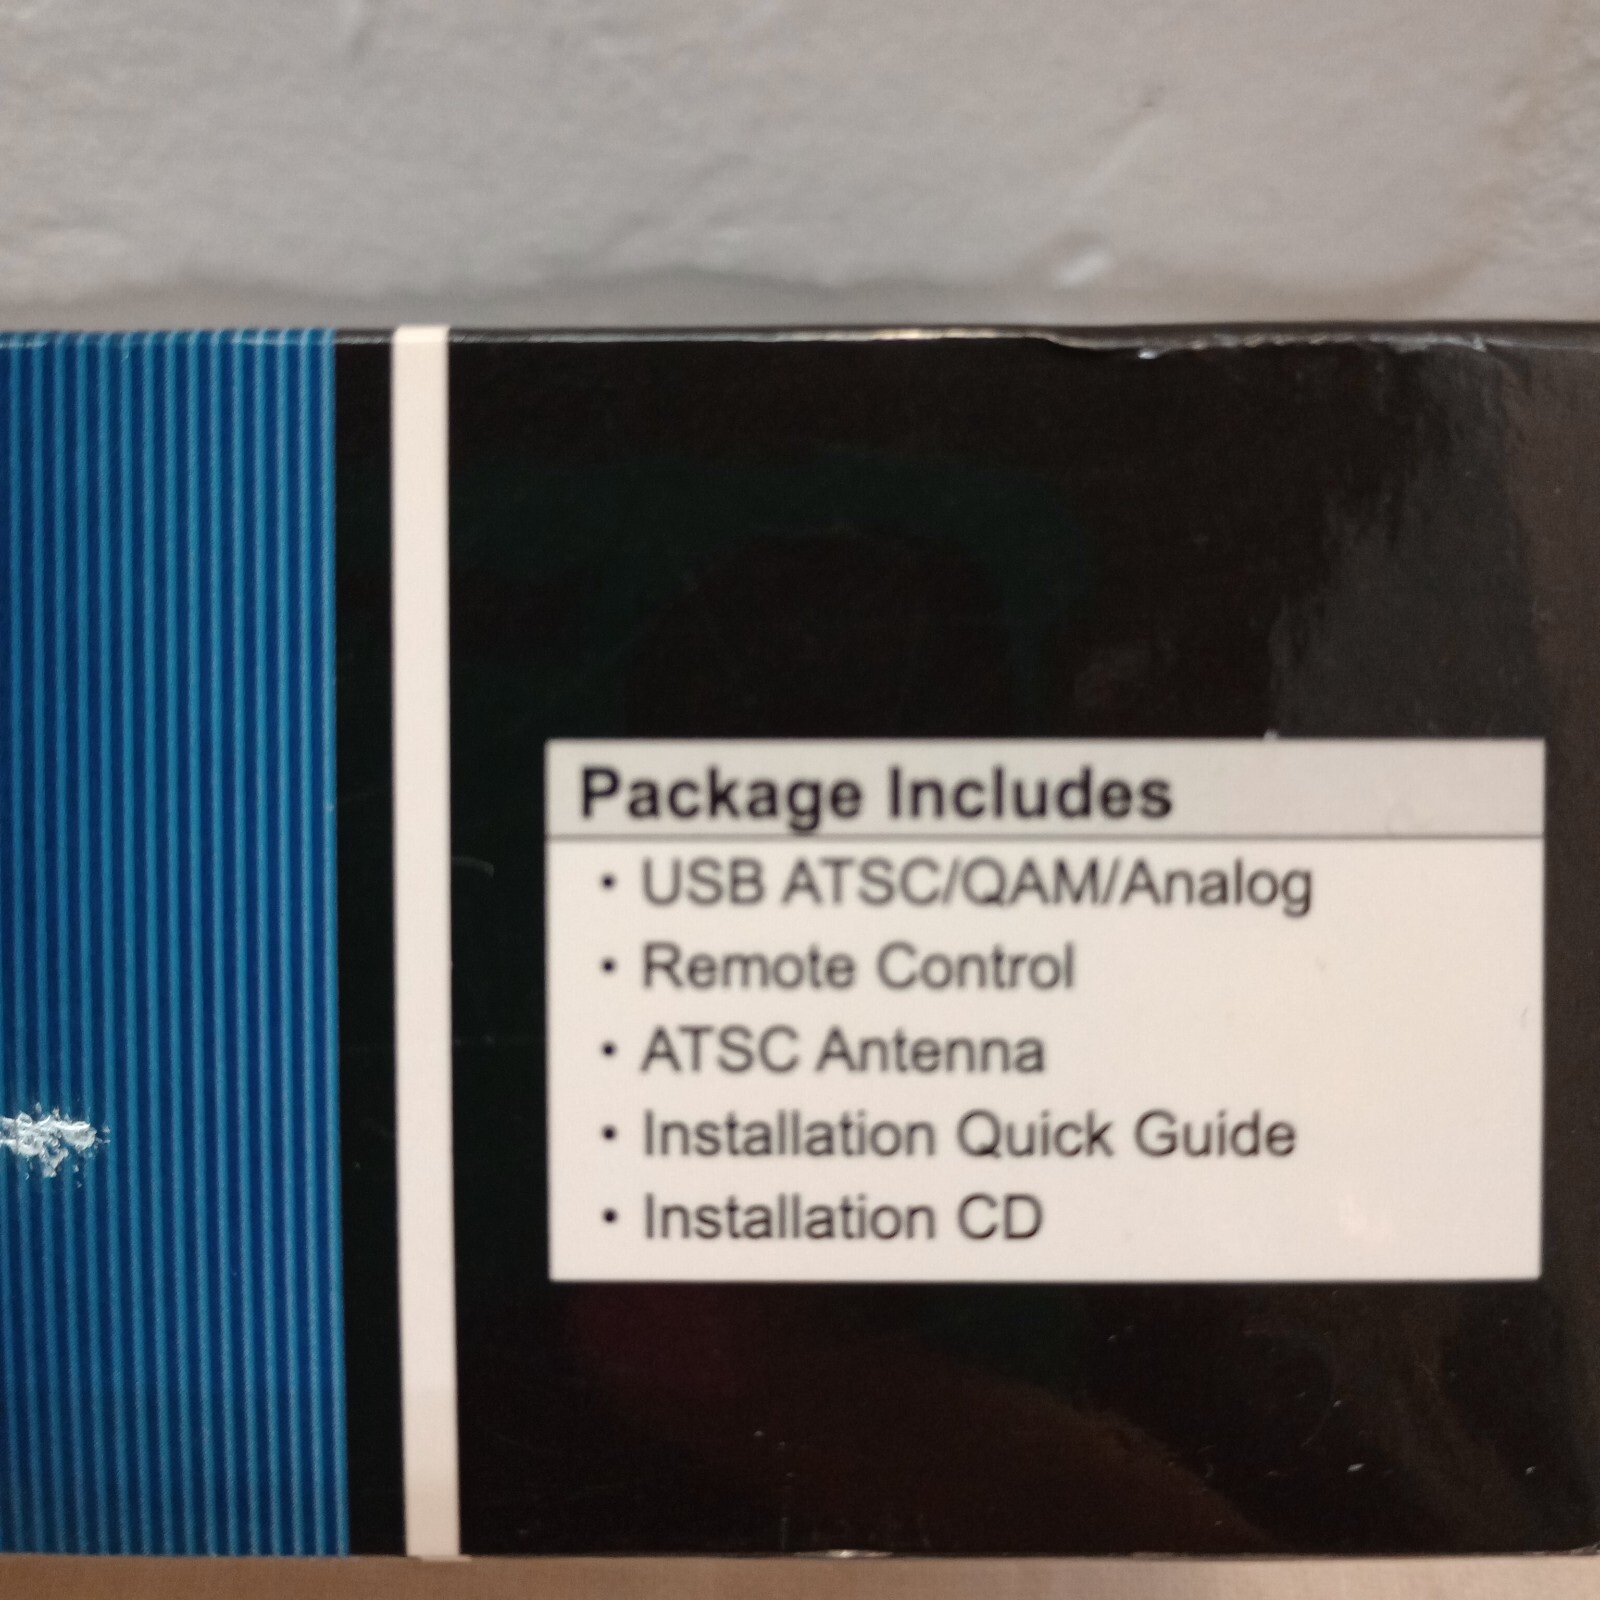 Package Includes
• USB ATSC/QAM/Analog
• Remote Control
• ATSC Antenna
• Installation Quick Guide
• Installation CD